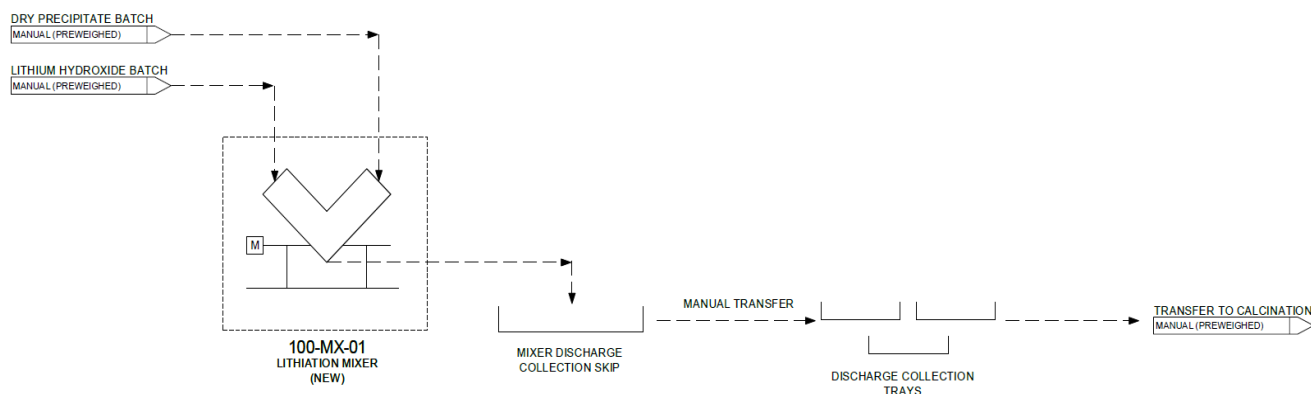 DRY PRECIPITATE BATCH
MANUAL (PREWEIGHED)
LITHIUM HYDROXIDE BATCH
MANUAL (PREWEIGHED)
M
100-MX-01
LITHIATION MIXER
(NEW)
MIXER DISCHARGE
COLLECTION SKIP
MANUAL TRANSFER
DISCHARGE COLLECTION
TRAYS
TRANSFER TO CALCINATION
MANUAL (PREWEIGHED)